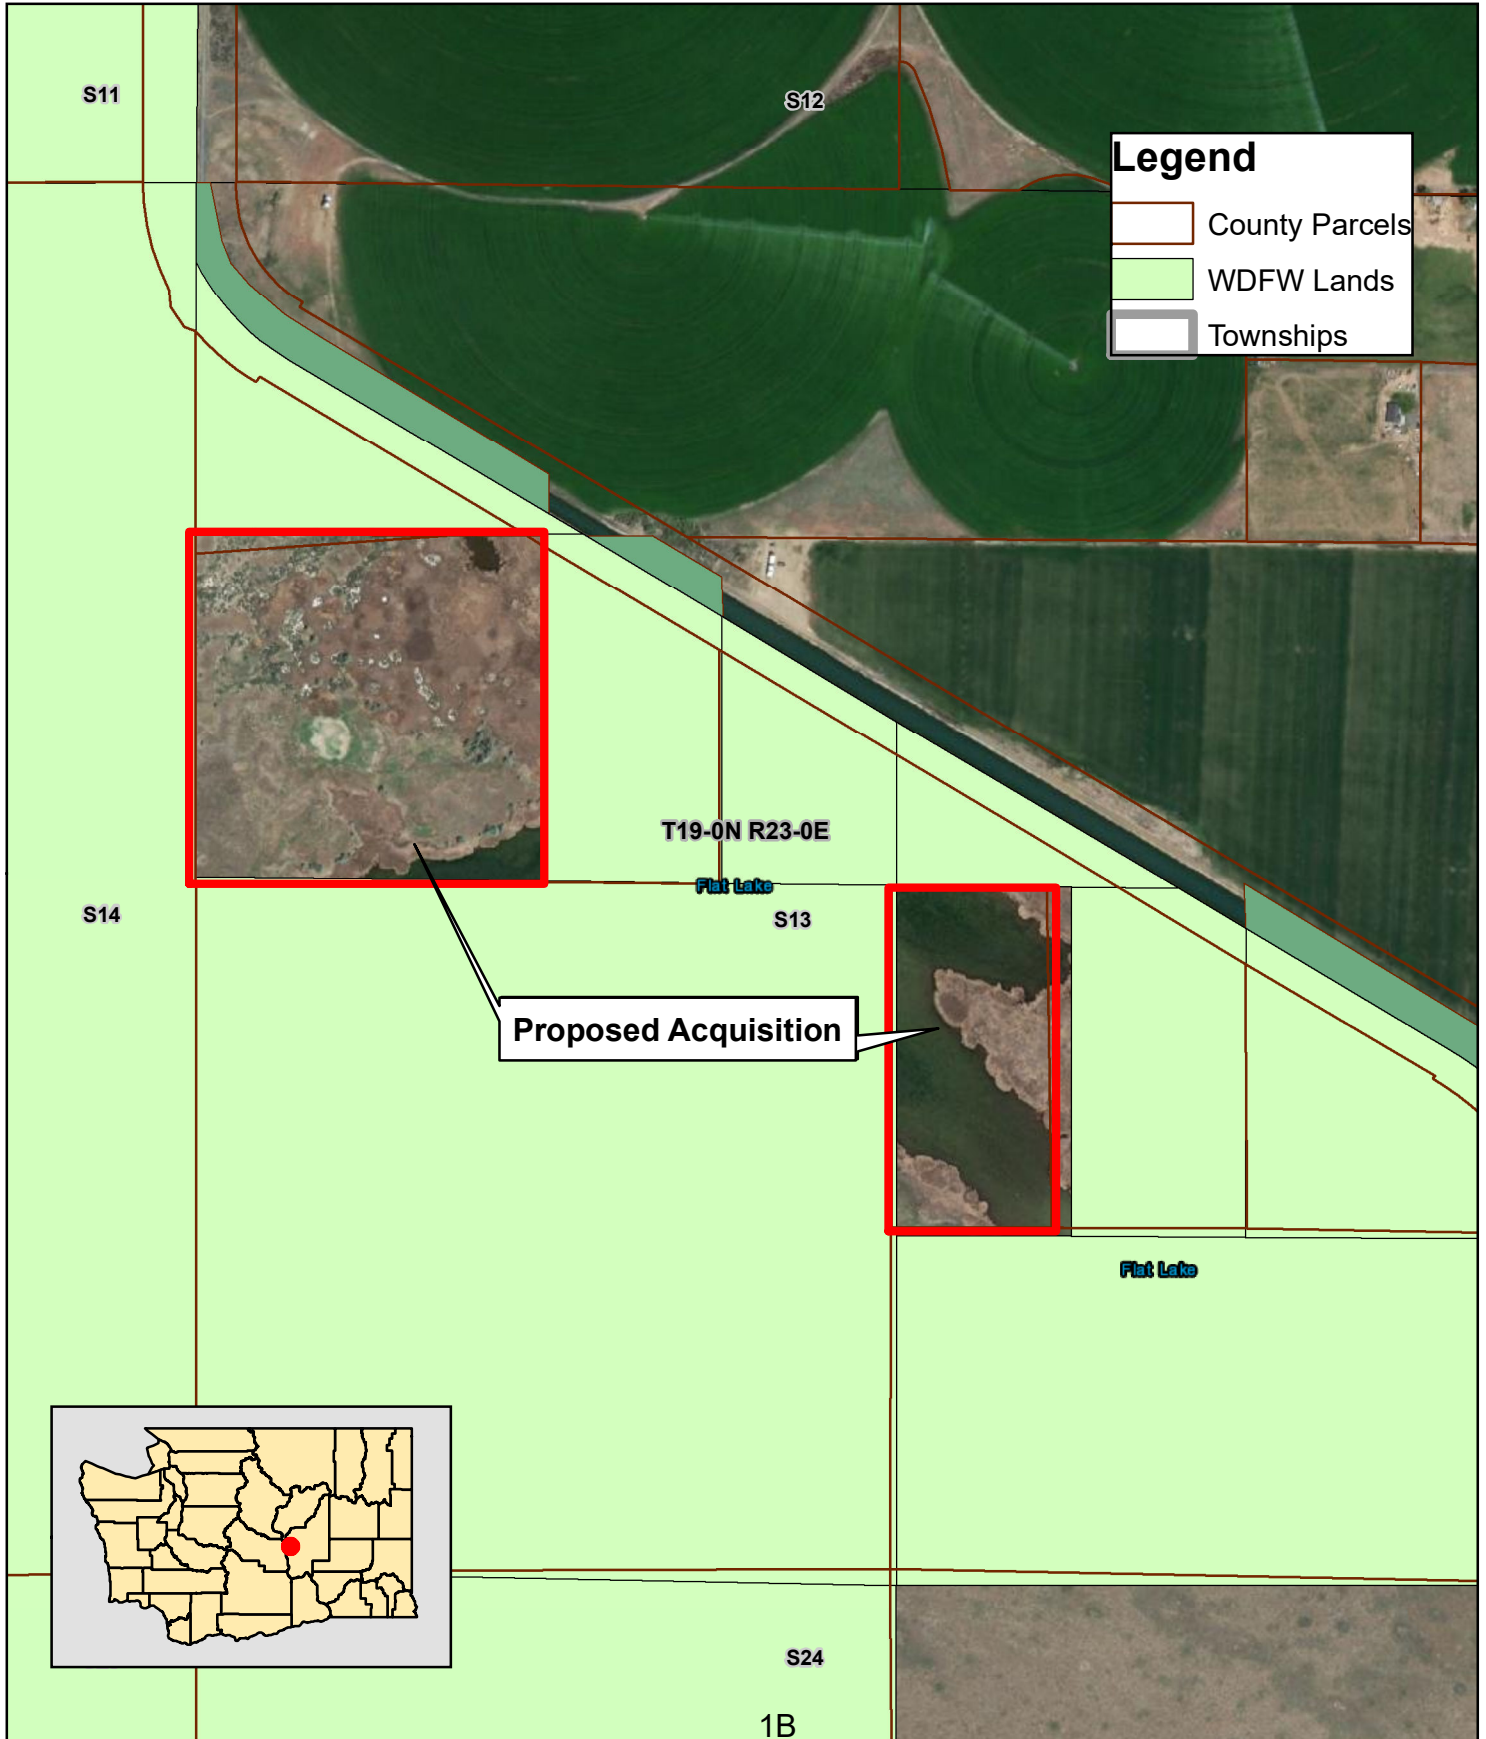 S11
S12
Legend
County Parcels
WDFW Lands
Townships
T19-0N R23-0E
Flat Lake
S14
S13
Proposed Acquisition
Flat Lake
S24
1B